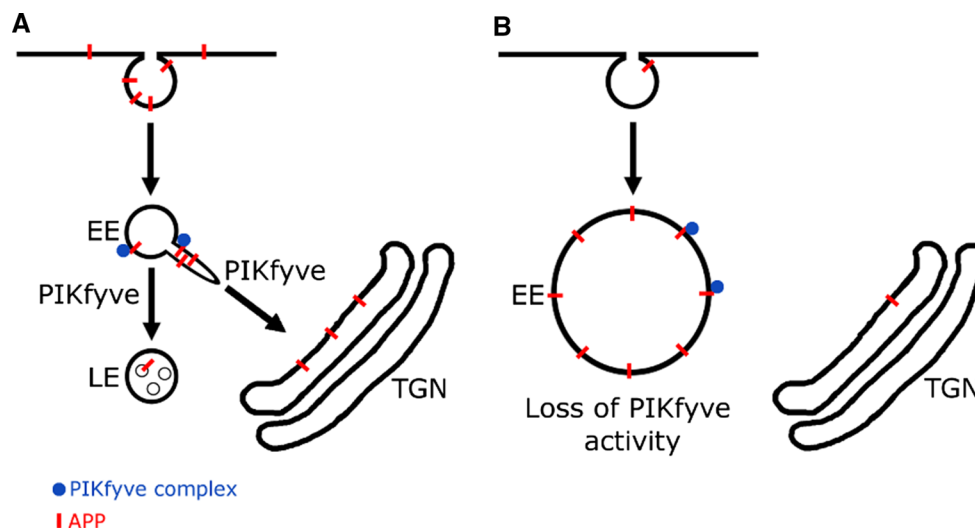 A
B
EE
PIKfyve
PIKfyve
LE
TGN
EE
Loss of PIKfyve
activity
TGN
PIKfyve complex
APP